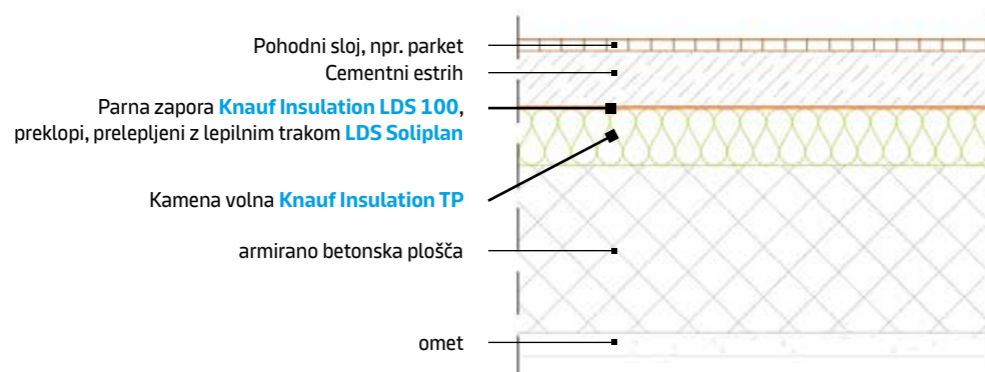 Pohodni sloj, npr. parket
Cementni estrih
Parna zapora Knauf Insulation LDS 100,
preklopi, prelepljeni z lepilnim trakom LDS Soliplan
Kamena volna Knauf Insulation TP
armirano betonska plošča
omet